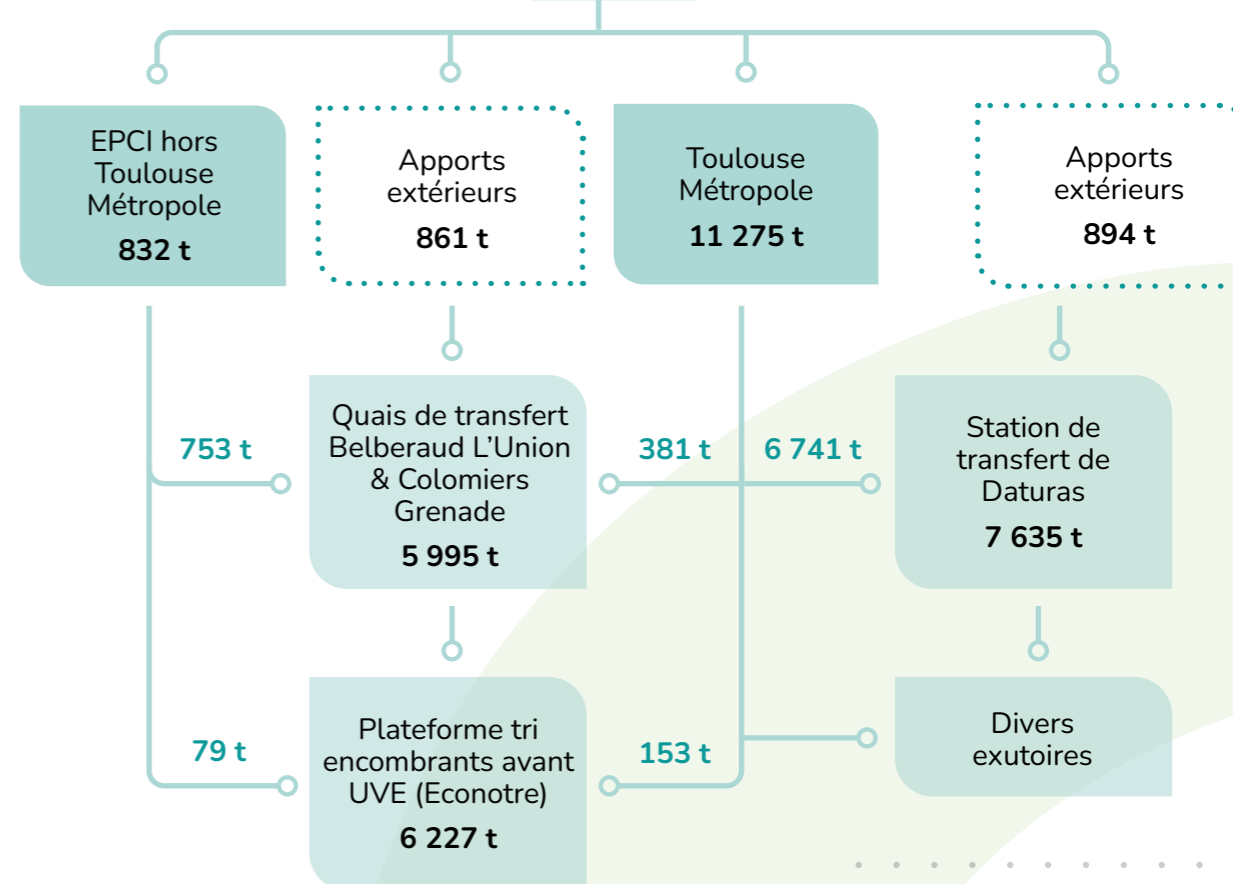 EPCI hors
Toulouse
Métropole
832 t
Apports
extérieurs
861 t
Toulouse
Métropole
11 275 t
Apports
extérieurs
894 t
753 t
Quais de transfert
Belberaud L'Union
& Colomiers
Grenade
5 995 t
381 t
6 741 t
Station de
transfert de
Daturas
7 635 t
79 t
Plateforme tri
encombrants avant
UVE (Econotre)
6 227 t
153 t
Divers
exutoires